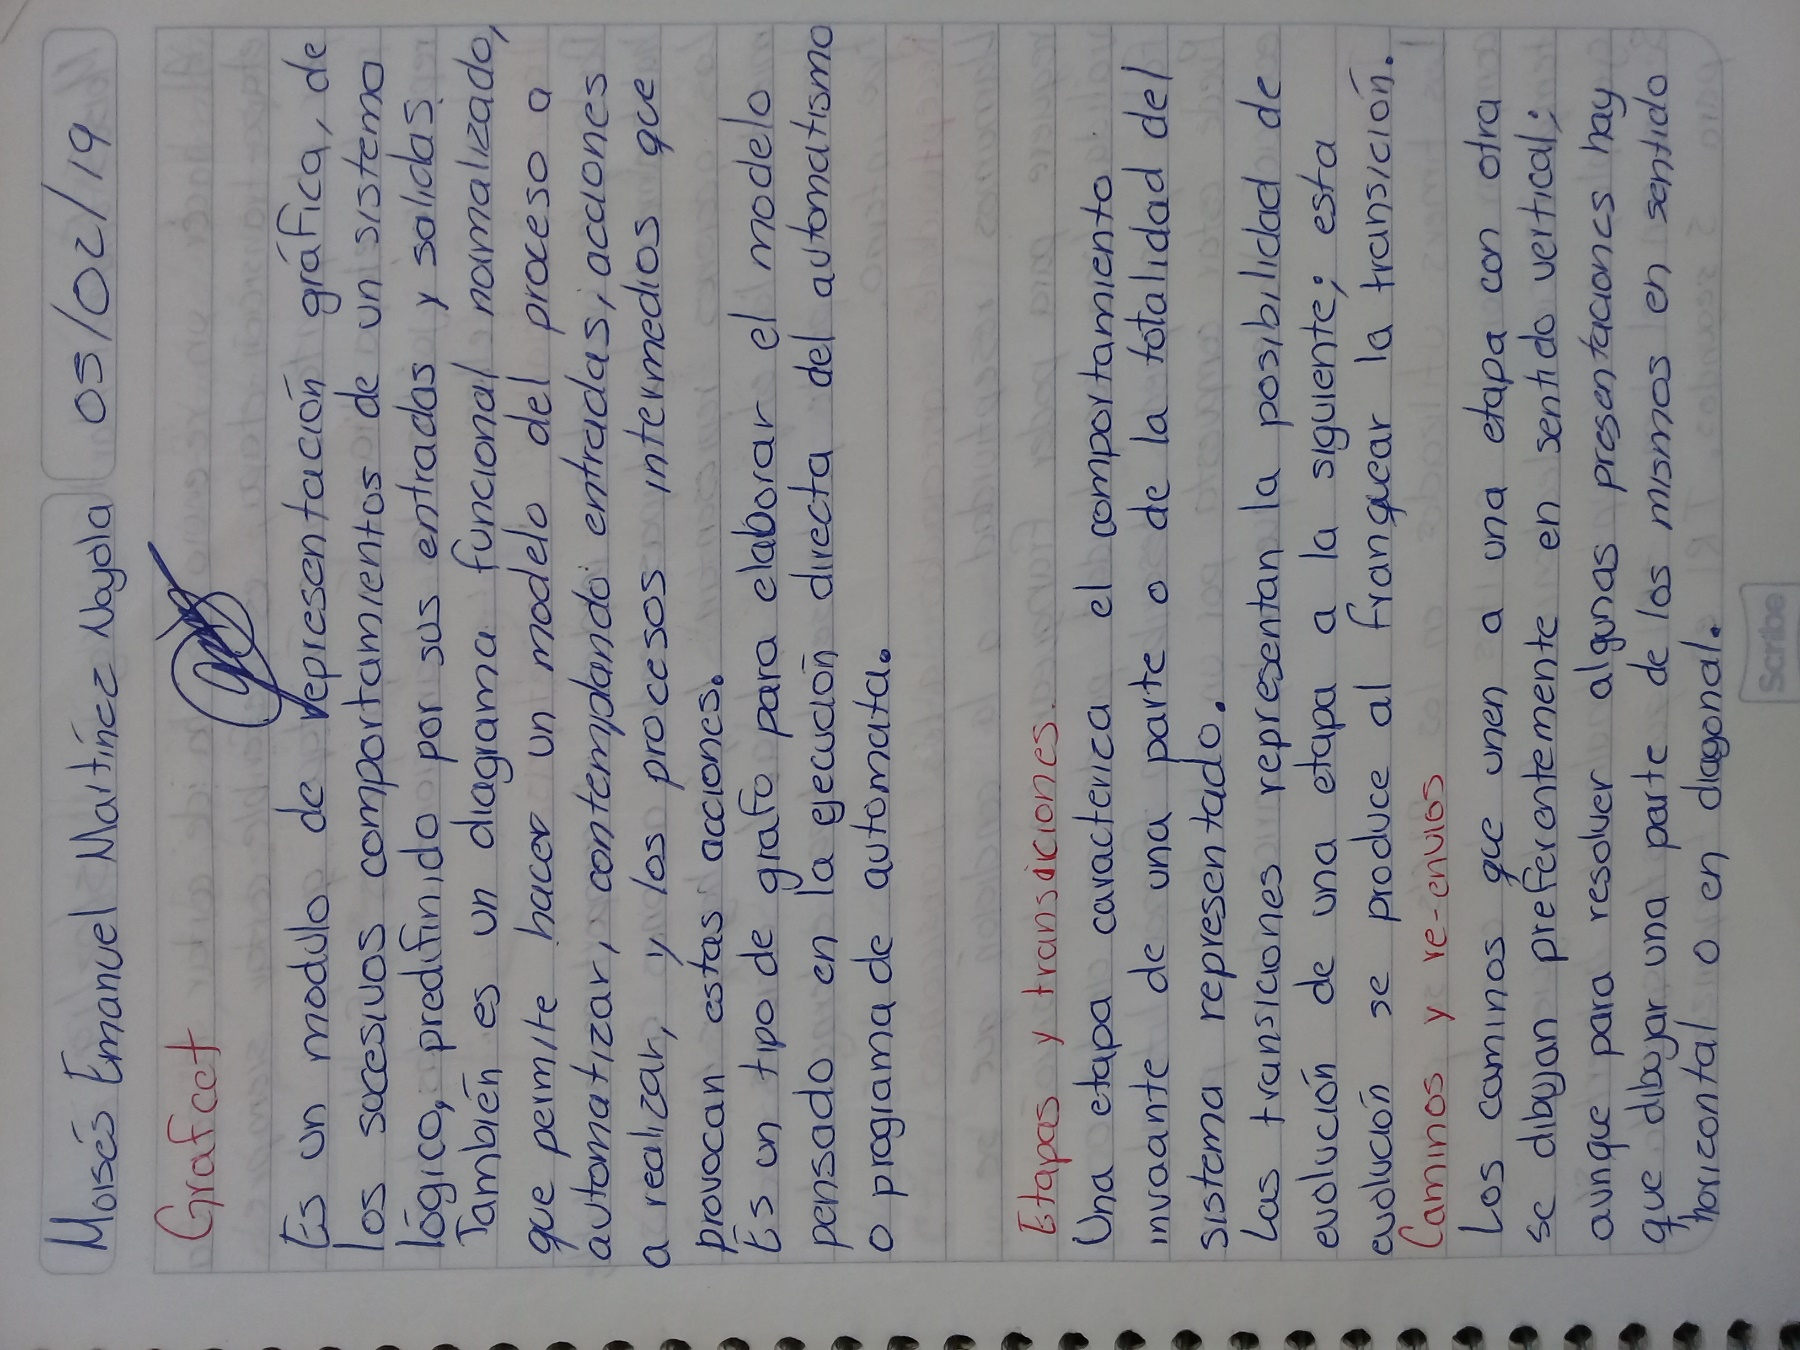 Moisés Emanuel Martínez Noyola 05/02/19
Grafcet
Es un modulo de representación gráfica, de
los sucesivos comportamientos de un sistema
lógico, predifinido por sus entradas y salidas.
También es un diagrama funcional normalizado,
que permite hacer un modelo del proceso a
automatizar, contemplando entradas, acciones
a realizar, y los procesos intermedios que
provocan estas acciones.
Es un tipo de grafo para elaborar el modelo
pensado en la ejecución directa del automatismo
o programa de automata.
Etapas y transiciones.
Una etapa caracteriza el comportamiento
invaante de una parte o de la totalidad del
sistema representado.
Las transiciones representan la posibilidad de
evolución de una etapa a la siguiente; esta
evolución se produce al franquear la transición.
Caminos y re-envios
Los caminos que unen a una etapa con otra
se dibujan preferentemente en sentido vertical;
aunque para resolver algunas presentaciones hay
que dibujar una parte de los mismos en sentido
horizontal o en diagonal.
Scribe